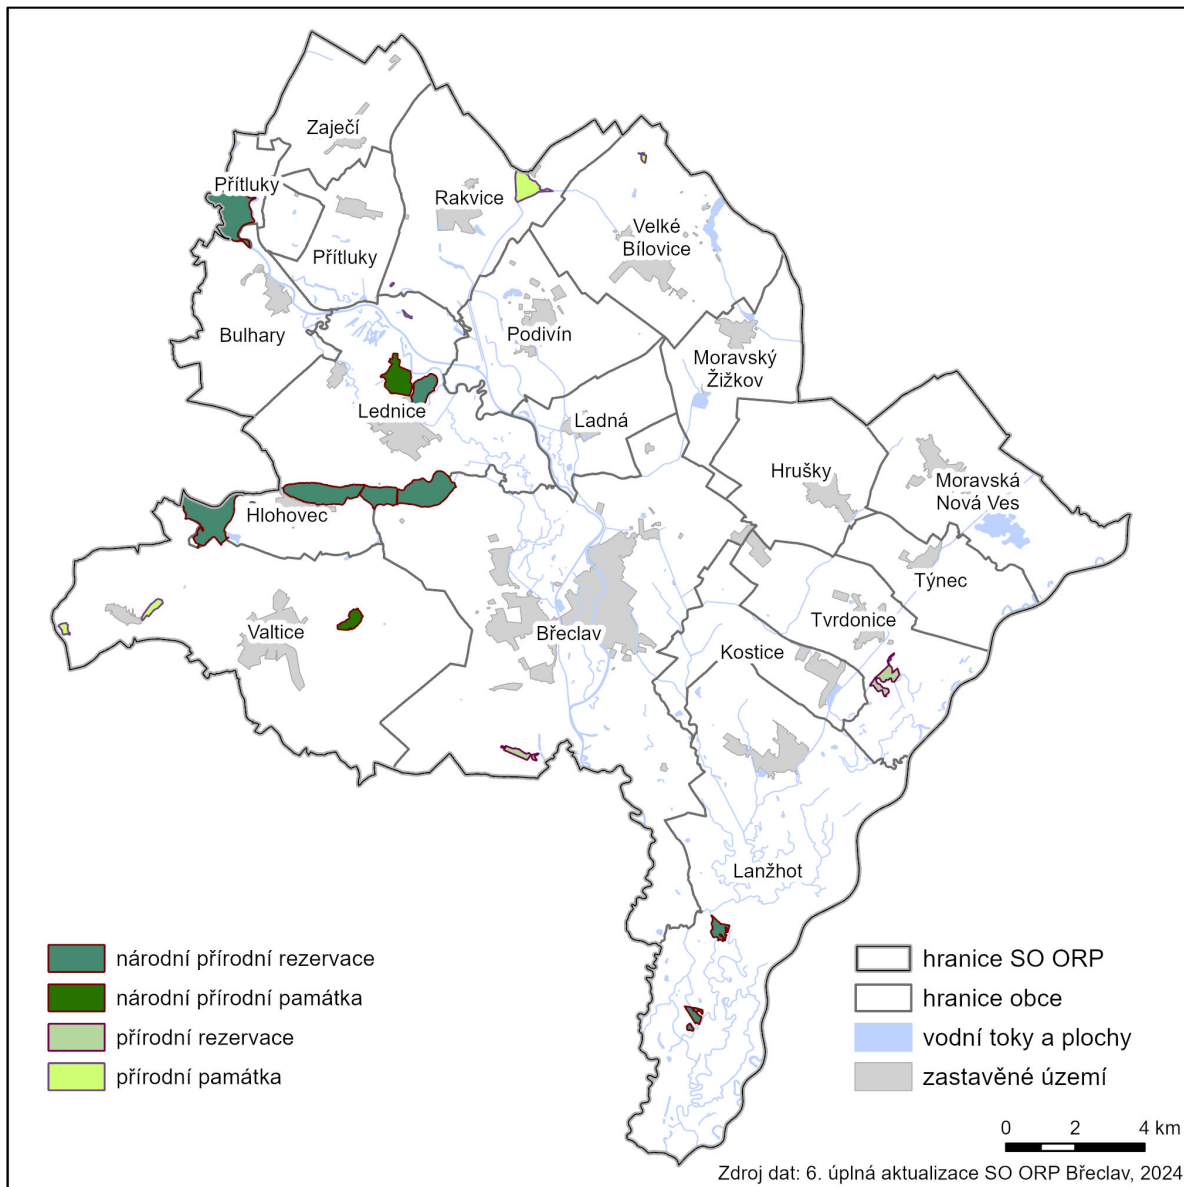 Zaječí
Přítluky
Rakvice
Velké
Bílovice
Přítluky
Bulhary
Podivín
Moravský
Žižkov
Lednice
Ladná
Hrušky
Moravská
Nová Ves
Hlohovec
Týnec
Tvrdonice
Valtice
Břeclav
Kostice
Lanžhot
národní přírodní rezervace
národní přírodní památka
přírodní rezervace
přírodní památka
hranice SO ORP
hranice obce
vodní toky a plochy
zastavěné území
0 2 4 km
Zdroj dat: 6. úplná aktualizace SO ORP Břeclav, 2024